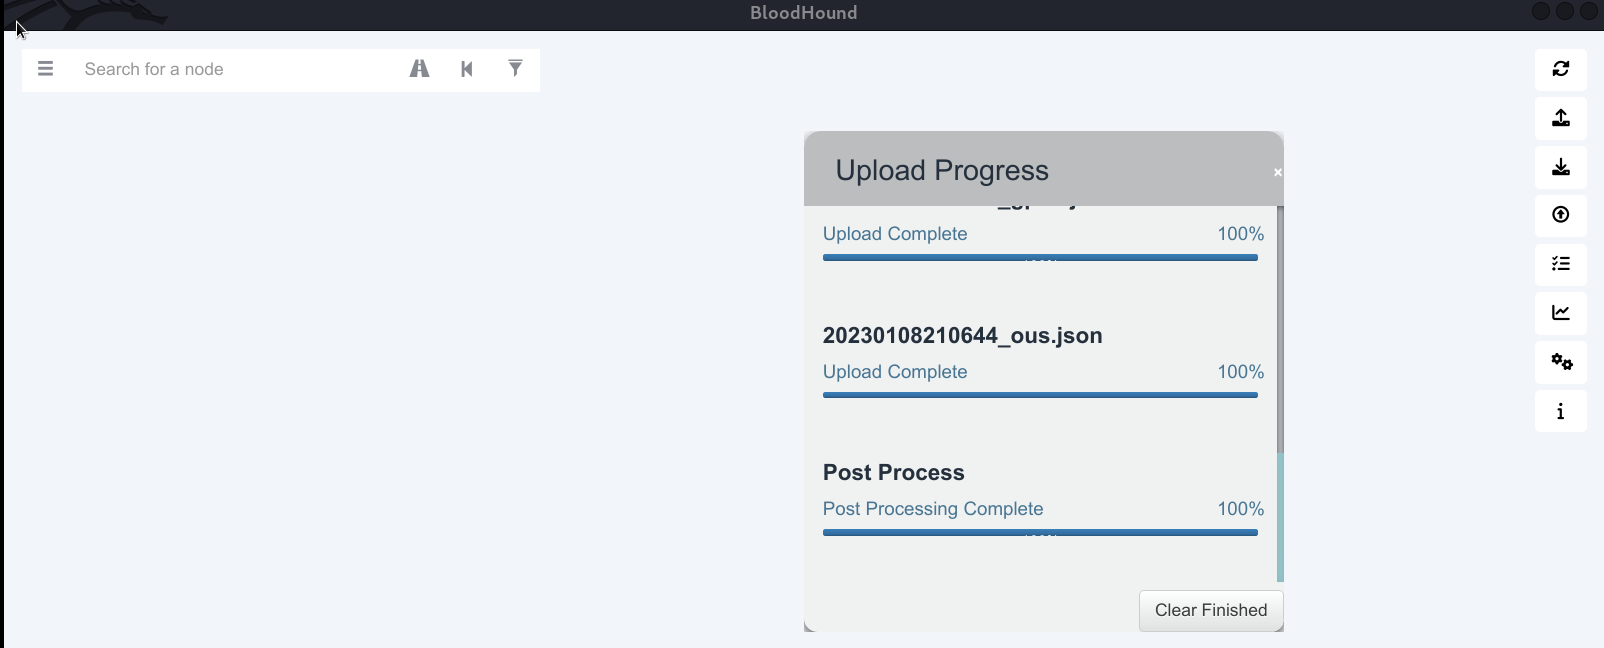 BloodHound
Search for a node
Upload Progress
Upload Complete 100%
20230108210644_ous.json
Upload Complete 100%
Post Process
Post Processing Complete 100%
Clear Finished